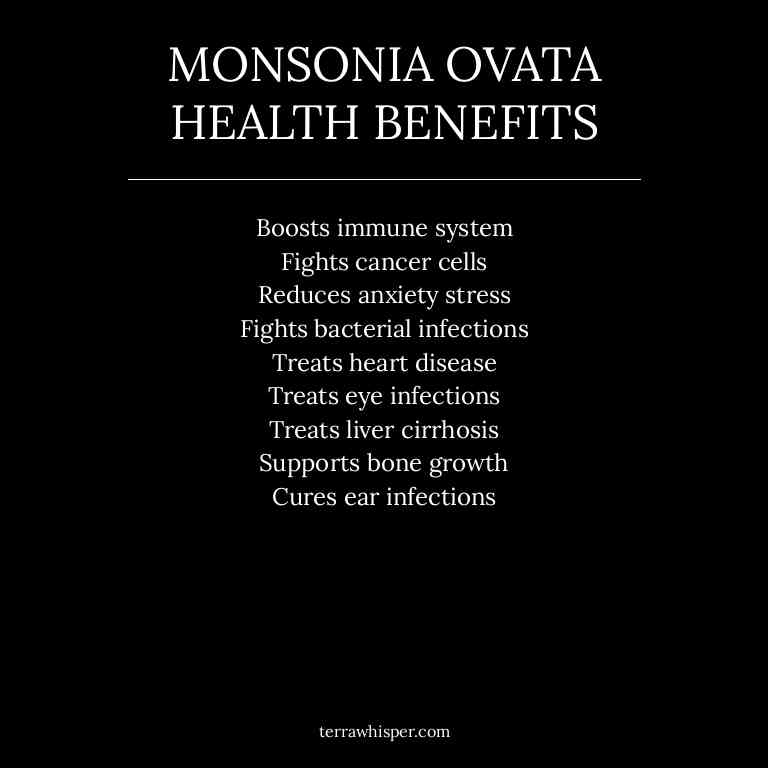 MONSONIA OVATA
HEALTH BENEFITS
Boosts immune system
Fights cancer cells
Reduces anxiety stress
Fights bacterial infections
Treats heart disease
Treats eye infections
Treats liver cirrhosis
Supports bone growth
Cures ear infections
terrawhisper.com